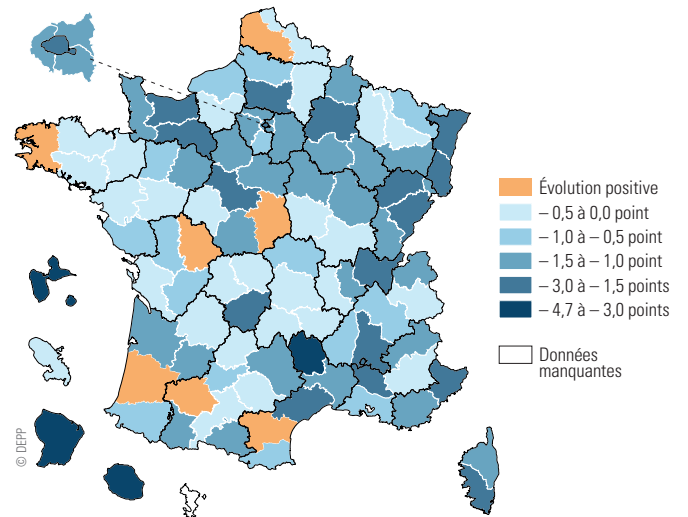 Évolution positive
– 0,5 à 0,0 point
– 1,0 à – 0,5 point
– 1,5 à – 1,0 point
– 3,0 à – 1,5 points
– 4,7 à – 3,0 points
Données
manquantes
© DEPP